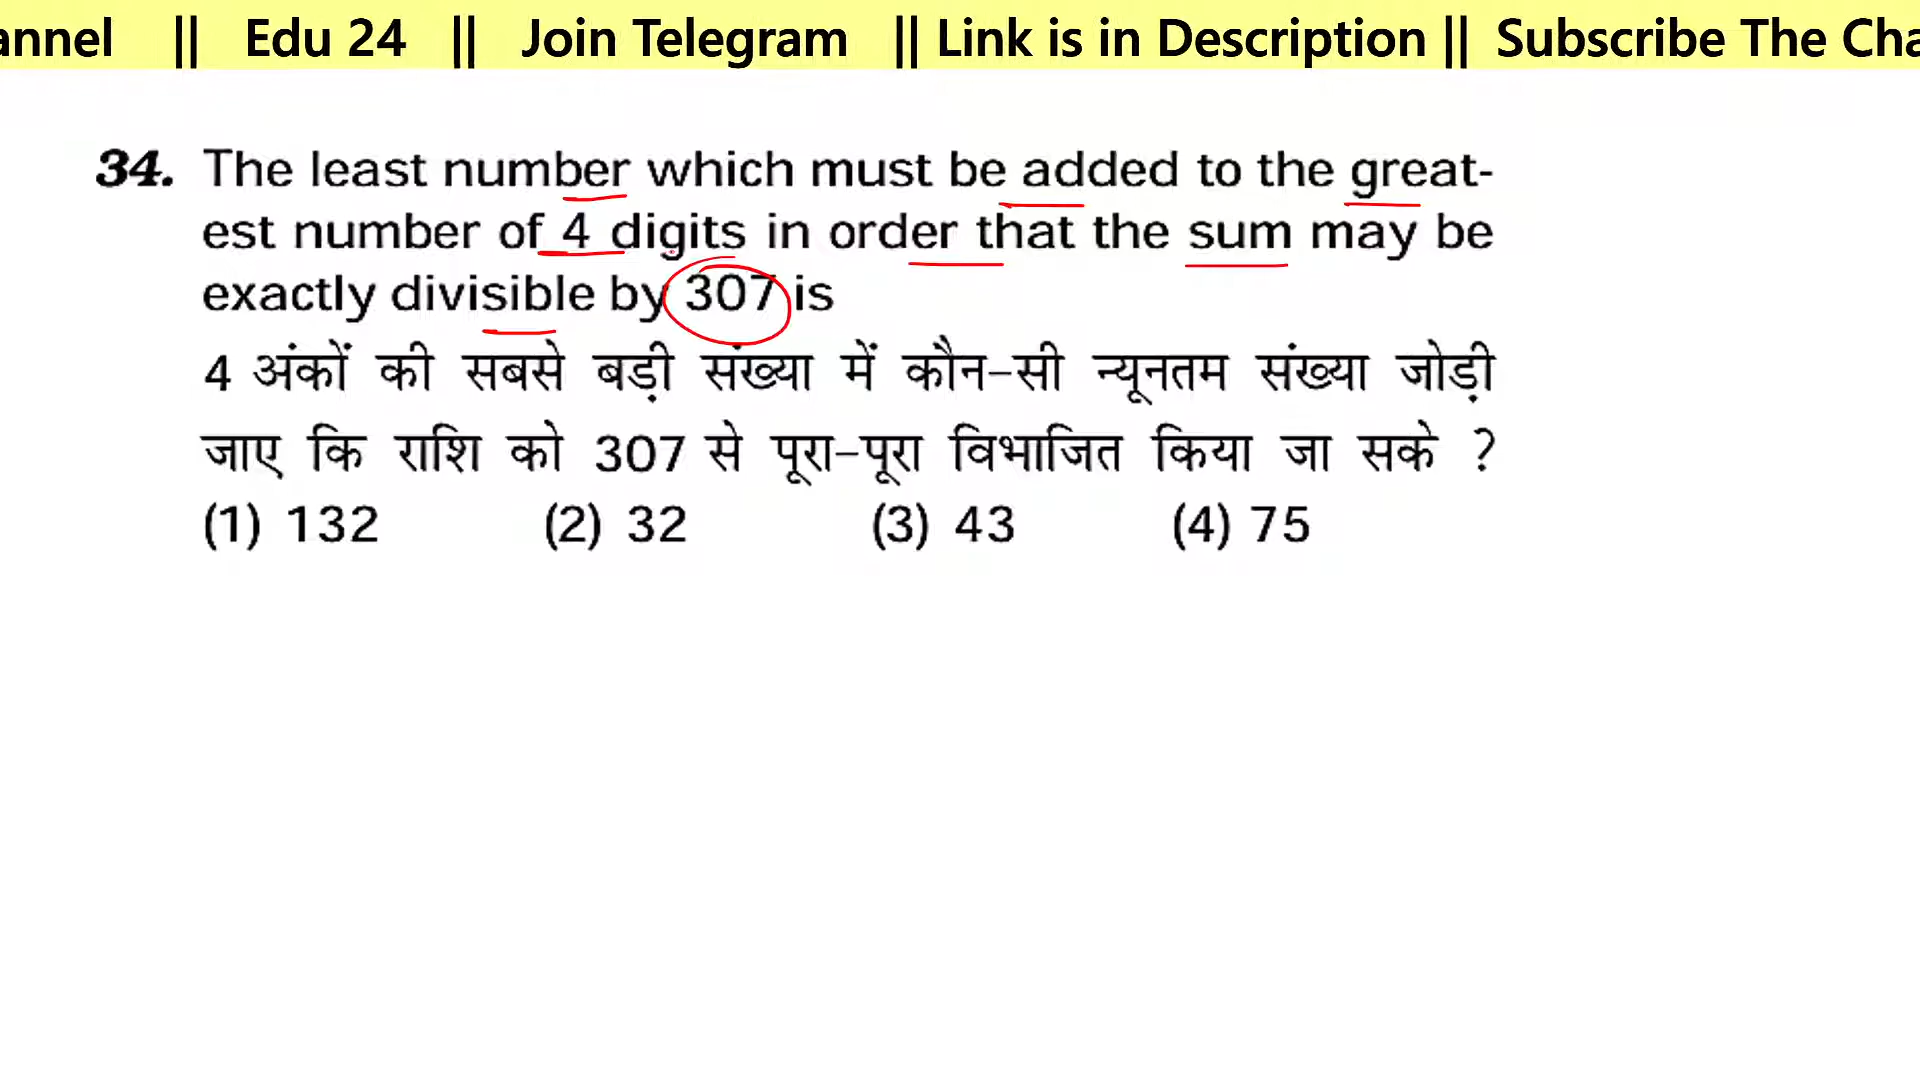 annel || Edu 24 || Join Telegram || Link is in Description || Subscribe The Cha
34. The least number which must be added to the great-
est number of 4 digits in order that the sum may be
exactly divisible by 307 is
4 अंकों की सबसे बड़ी संख्या में कौन-सी न्यूनतम संख्या जोड़ी
जाए कि राशि को 307 से पूरा-पूरा विभाजित किया जा सके ?
(1) 132 (2) 32 (3) 43 (4) 75